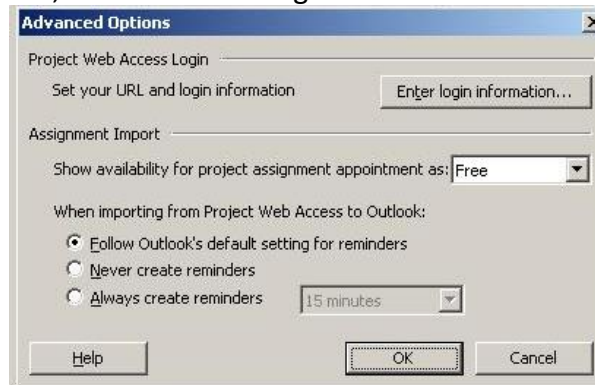 Advanced Options
Project Web Access Login
Set your URL and login information
Enter login information...
Assignment Import
Show availability for project assignment appointment as: Free
When importing from Project Web Access to Outlook:
Follow Outlook's default setting for reminders
Never create reminders
Always create reminders 15 minutes
Help OK Cancel